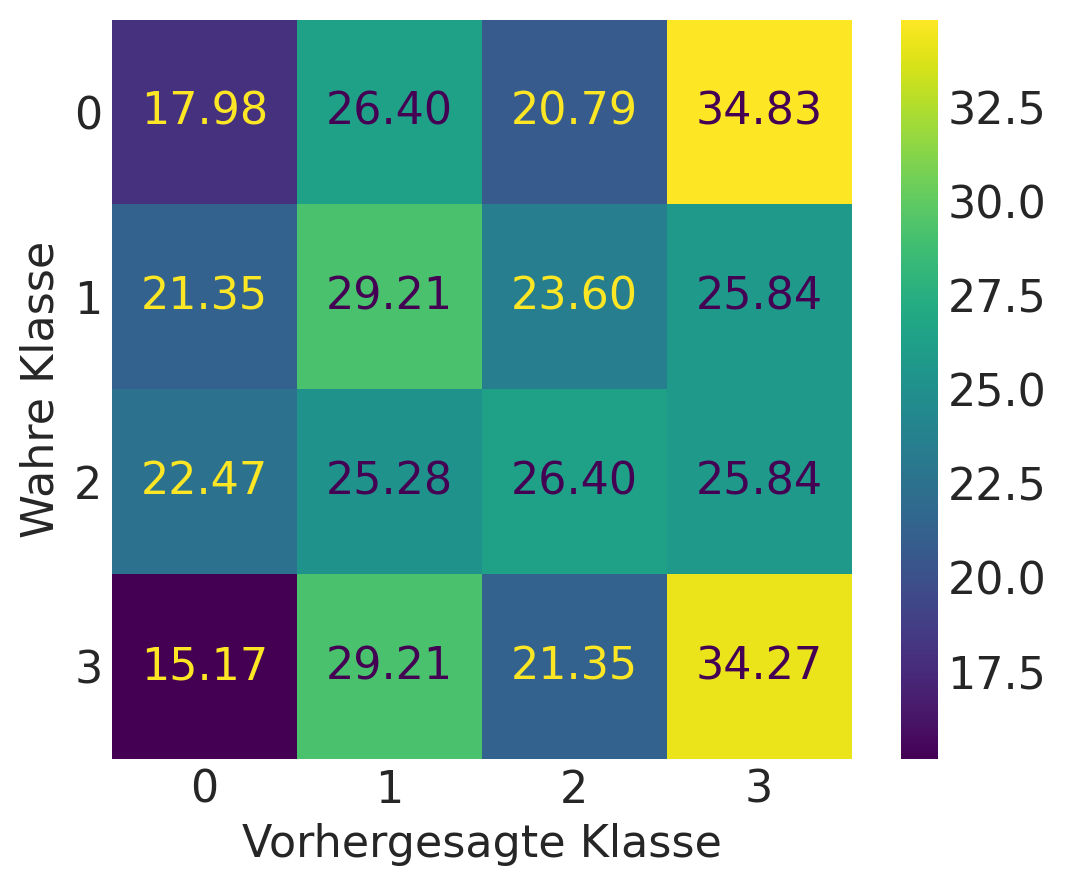 0 17.98 26.40 20.79 34.83
1 21.35 29.21 23.60 25.84
2 22.47 25.28 26.40 25.84
3 15.17 29.21 21.35 34.27
0 1 2 3
Vorhergesagte Klasse
Wahre Klasse
32.5
30.0
27.5
25.0
22.5
20.0
17.5